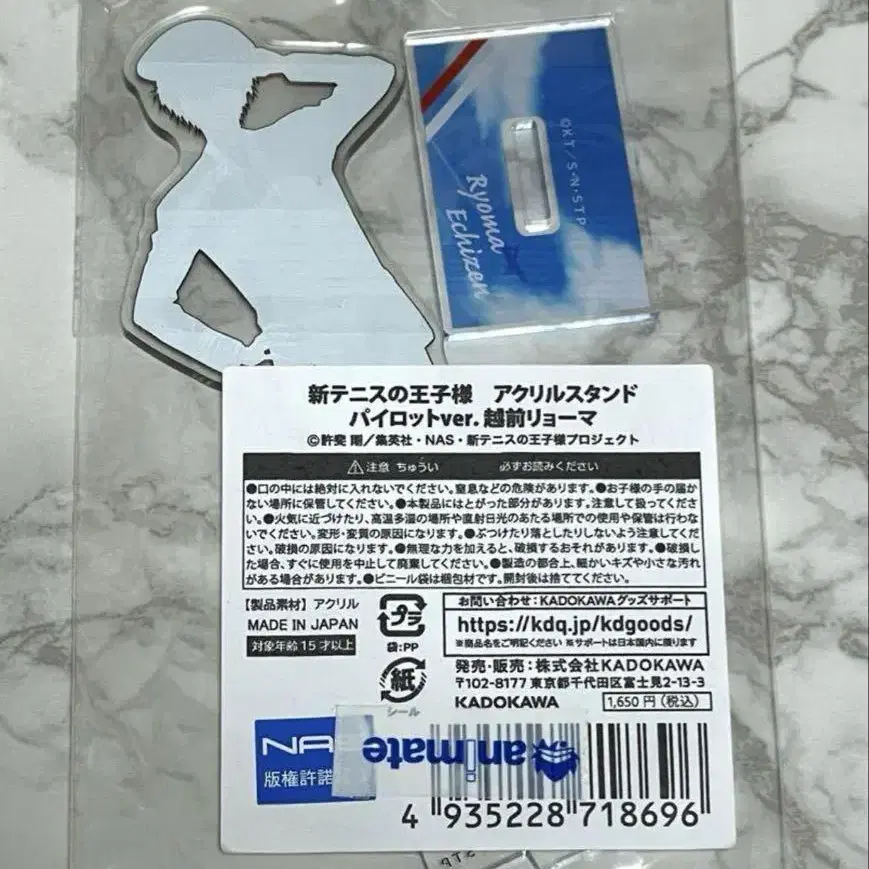 ©KT/S・N・STP
Ryoma
Echizen
新テニスの王子様　アクリルスタンド
パイロットver. 越前リョーマ
©許斐 剛／集英社・NAS・新テニスの王子様プロジェクト
⚠注意 ちゅうい　必ずお読みください
●口の中には絶対に入れないでください。窒息などの危険があります。●お子様の手の届か
ない場所に保管してください。●本製品にはとがった部分があります。注意して扱ってくださ
い。●火気に近づけたり、高温多湿の場所や直射日光のあたる場所での使用や保管は行わな
いでください。変形・変質の原因になります。●ぶつけたり落としたりしないよう注意してくだ
さい。破損の原因になります。●無理な力を加えると、破損するおそれがあります。●破損し
た場合、すぐに使用を中止して廃棄してください。●製造の都合上、細かいキズや小さな汚れ
がある場合があります。●ビニール袋は梱包材です。開封後は捨ててください。
【製品素材】アクリル
MADE IN JAPAN
対象年齢15才以上
プラ
袋:PP
紙
シール
お問い合わせ：KADOKAWAグッズサポート
https://kdq.jp/kdgoods/
※商品名をご明記ください ※サポートは日本国内に限ります
発売・販売：株式会社KADOKAWA
〒102-8177 東京都千代田区富士見2-13-3
KADOKAWA
1,650円(税込)
NA
版権許諾
animate
4 935228 718696